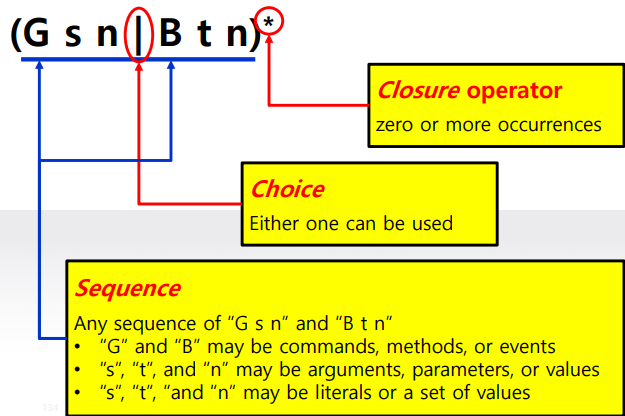 (G s n | B t n)*
Closure operator
zero or more occurrences
Choice
Either one can be used
Sequence
Any sequence of “G s n” and “B t n”
• “G” and “B” may be commands, methods, or events
• “s”, “t”, and “n” may be arguments, parameters, or values
• “s”, “t”, “and “n” may be literals or a set of values
134